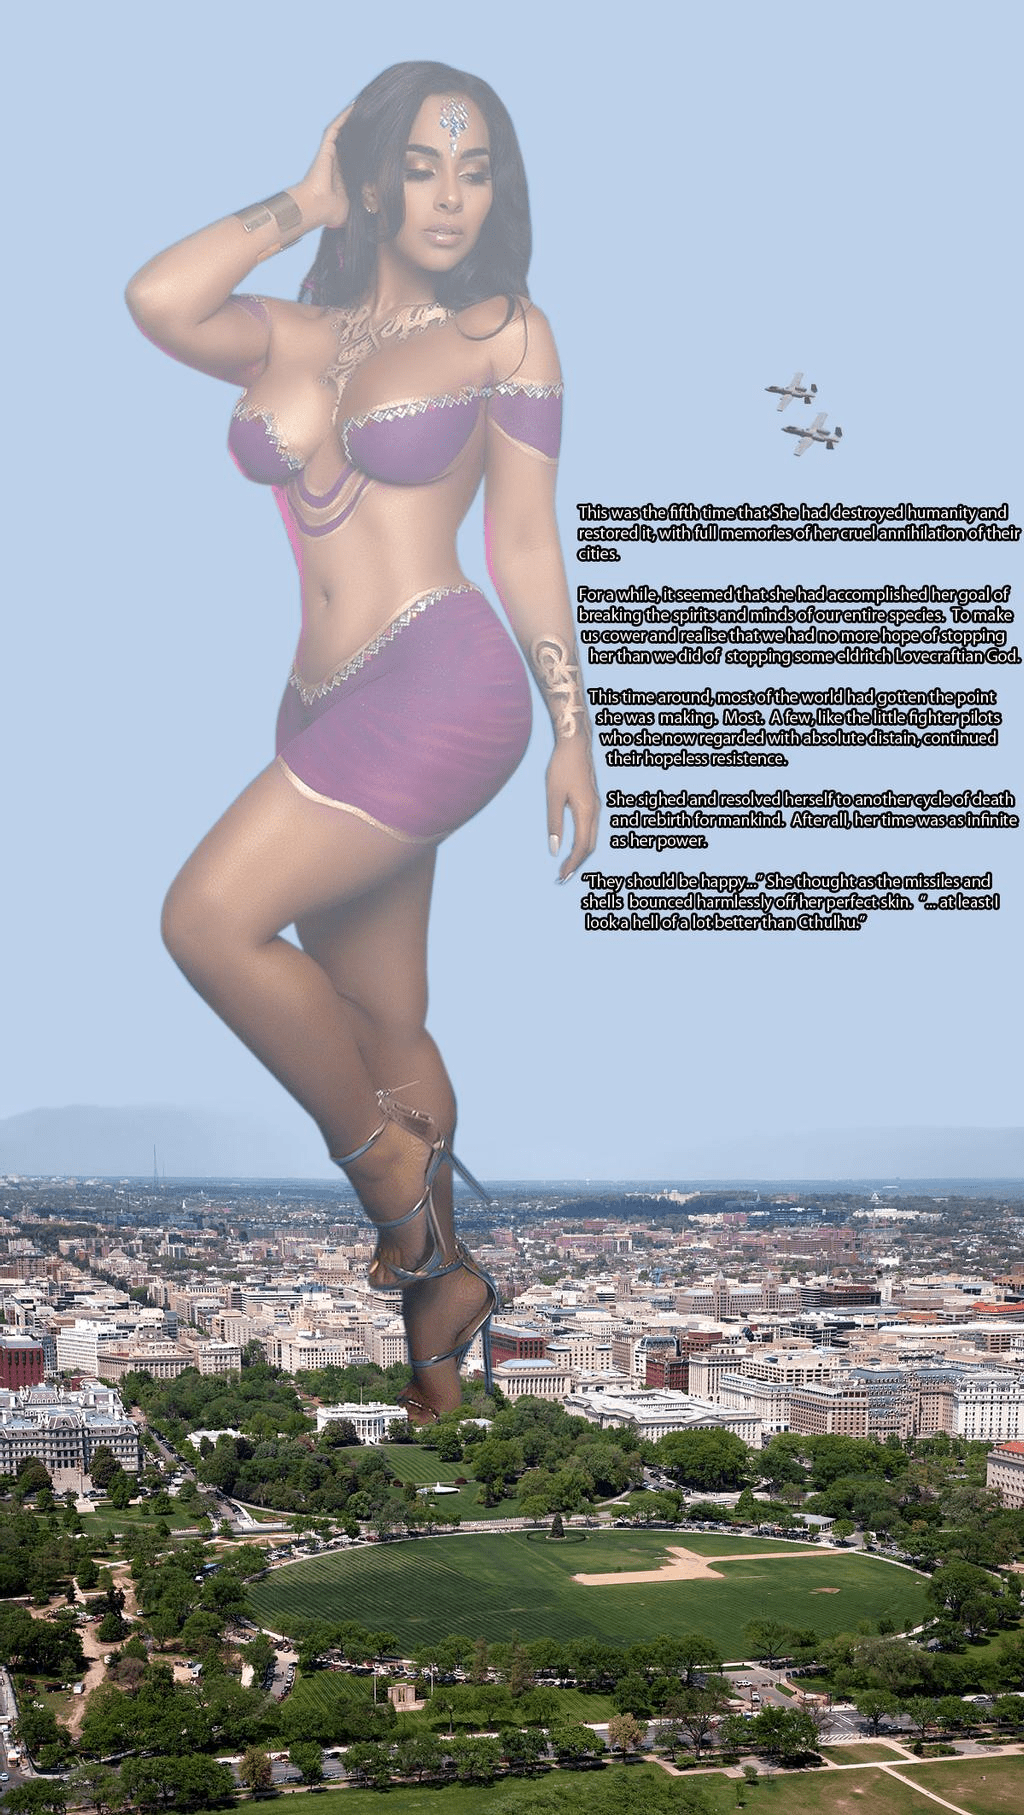 This was the fifth time that She had destroyed humanity and
restored it, with full memories of her cruel annihilation of their
cities.
For a while, it seemed that she had accomplished her goal of
breaking the spirits and minds of our entire species. To make
us cower and realise that we had no more hope of stopping
her than we did of stopping some eldritch Lovecraftian God.
This time around, most of the world had gotten the point
she was making. Most. A few, like the little fighter pilots
who she now regarded with absolute distain, continued
their hopeless resistence.
She sighed and resolved herself to another cycle of death
and rebirth for mankind. After all, her time was as infinite
as her power.
"They should be happy..." She thought as the missiles and
shells bounced harmlessly off her perfect skin. "... at least I
look a hell of a lot better than Cthulhu."